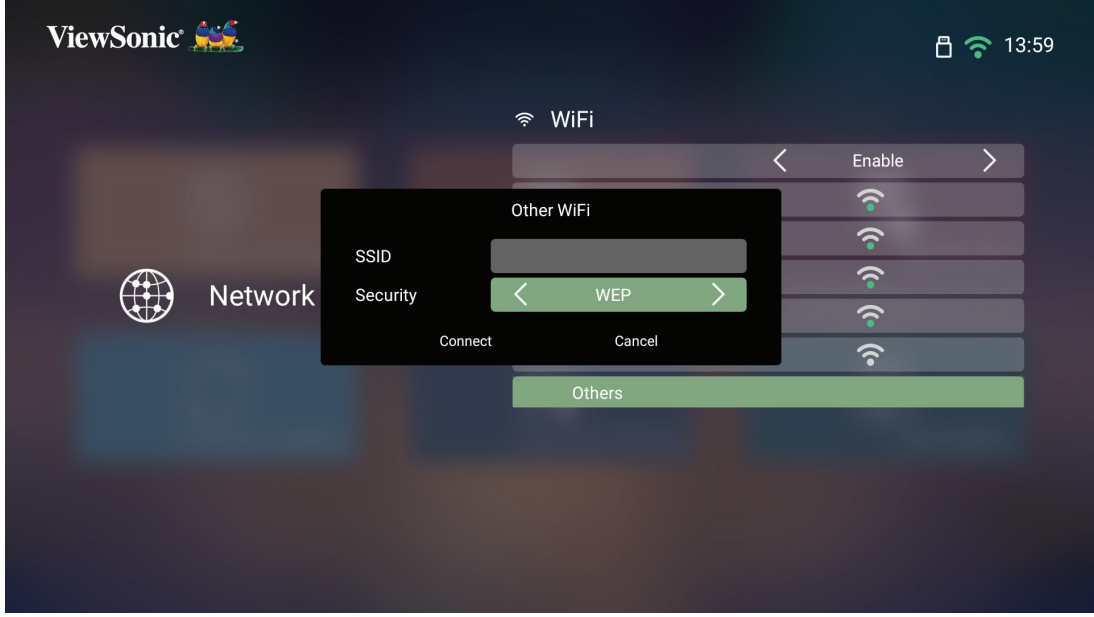 ViewSonic®
13:59
WiFi
Enable
Other WiFi
SSID
Network
Security
WEP
Connect
Cancel
Others